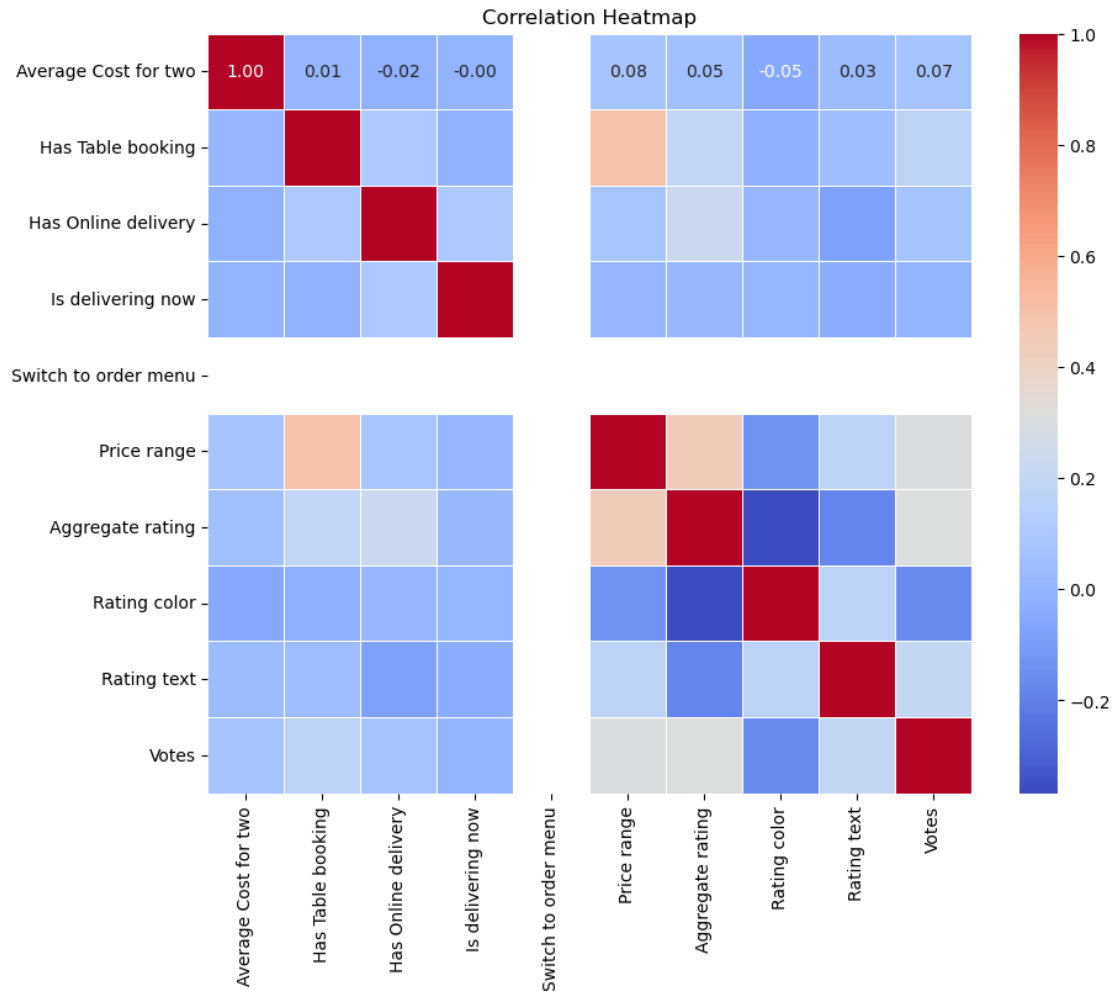 Correlation Heatmap
Average Cost for two
1.00 0.01 -0.02 -0.00 0.08 0.05 -0.05 0.03 0.07
Has Table booking
Has Online delivery
Is delivering now
Switch to order menu
Price range
Aggregate rating
Rating color
Rating text
Votes
Average Cost for two
Has Table booking
Has Online delivery
Is delivering now
Switch to order menu
Price range
Aggregate rating
Rating color
Rating text
Votes
1.0
0.8
0.6
0.4
0.2
0.0
−0.2